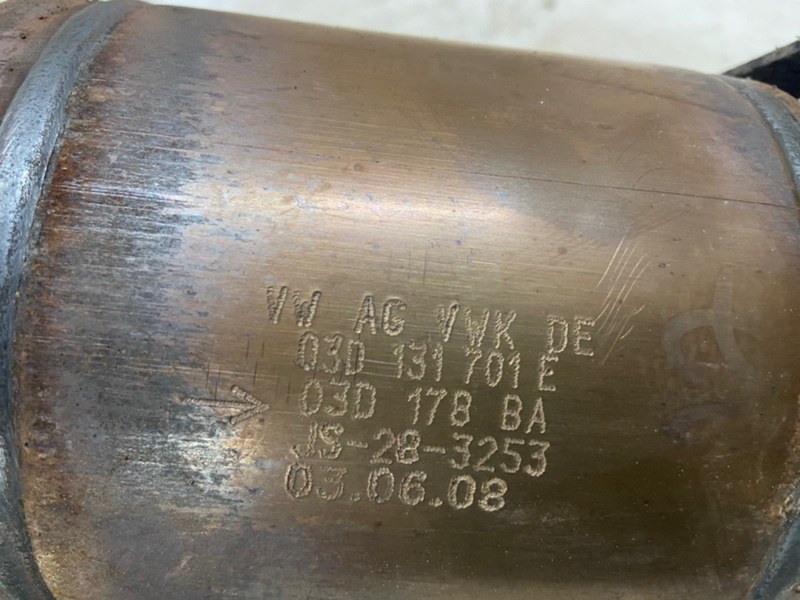 VW AG VWK DE
03D 131 701 E
03D 178 BA
JS-28-3253
03.06.08